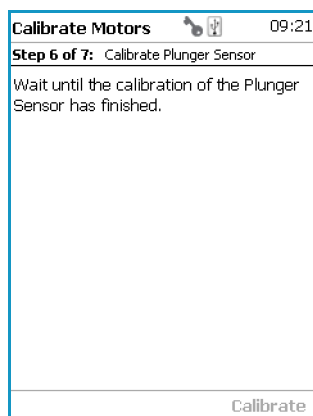 Calibrate Motors 09:21
Step 6 of 7: Calibrate Plunger Sensor
Wait until the calibration of the Plunger
Sensor has finished.
Calibrate